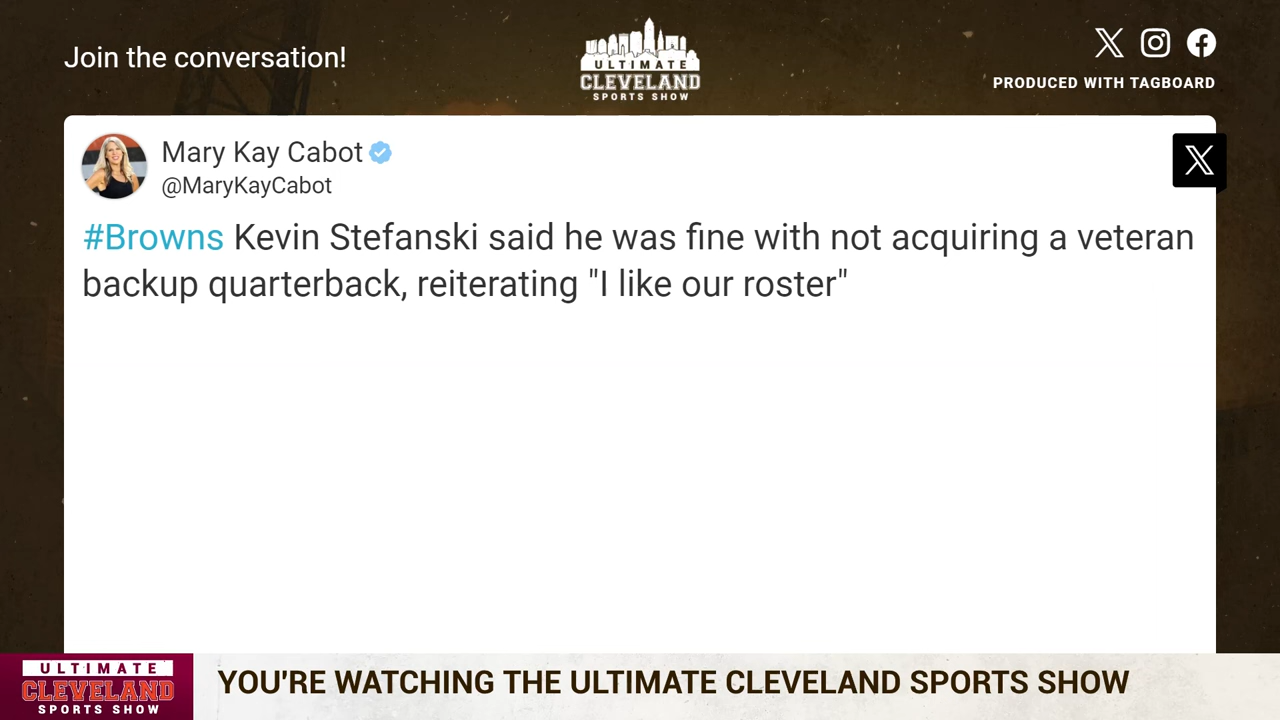 Join the conversation!
ULTIMATE
CLEVELAND
SPORTS SHOW
PRODUCED WITH TAGBOARD
Mary Kay Cabot
@MaryKayCabot
#Browns Kevin Stefanski said he was fine with not acquiring a veteran
backup quarterback, reiterating "I like our roster"
ULTIMATE
CLEVELAND
SPORTS SHOW
YOU'RE WATCHING THE ULTIMATE CLEVELAND SPORTS SHOW